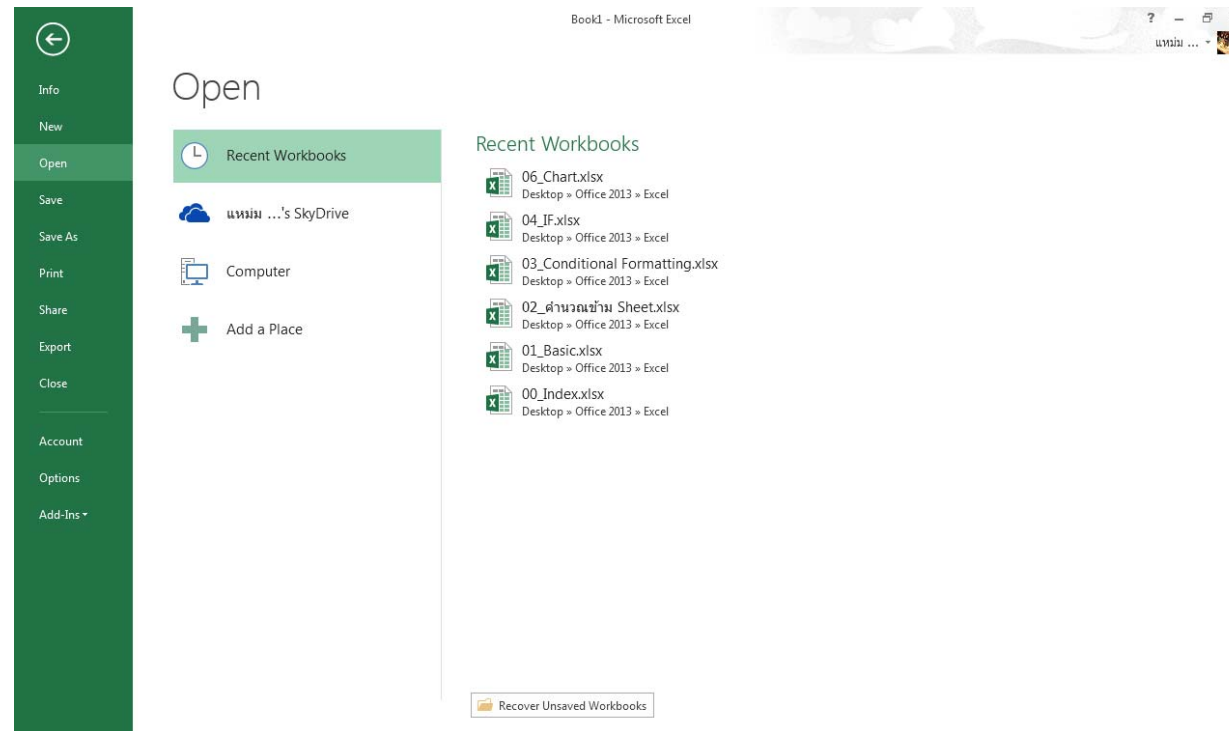 Book1 - Microsoft Excel
?
แหม่ม ...
Info
New
Open
Save
Save As
Print
Share
Export
Close
Account
Options
Add-Ins
Open
Recent Workbooks
แหม่ม ...'s SkyDrive
Computer
Add a Place
Recent Workbooks
06_Chart.xlsx
Desktop » Office 2013 » Excel
04_IF.xlsx
Desktop » Office 2013 » Excel
03_Conditional Formatting.xlsx
Desktop » Office 2013 » Excel
02_คำนวณข้าม Sheet.xlsx
Desktop » Office 2013 » Excel
01_Basic.xlsx
Desktop » Office 2013 » Excel
00_Index.xlsx
Desktop » Office 2013 » Excel
Recover Unsaved Workbooks